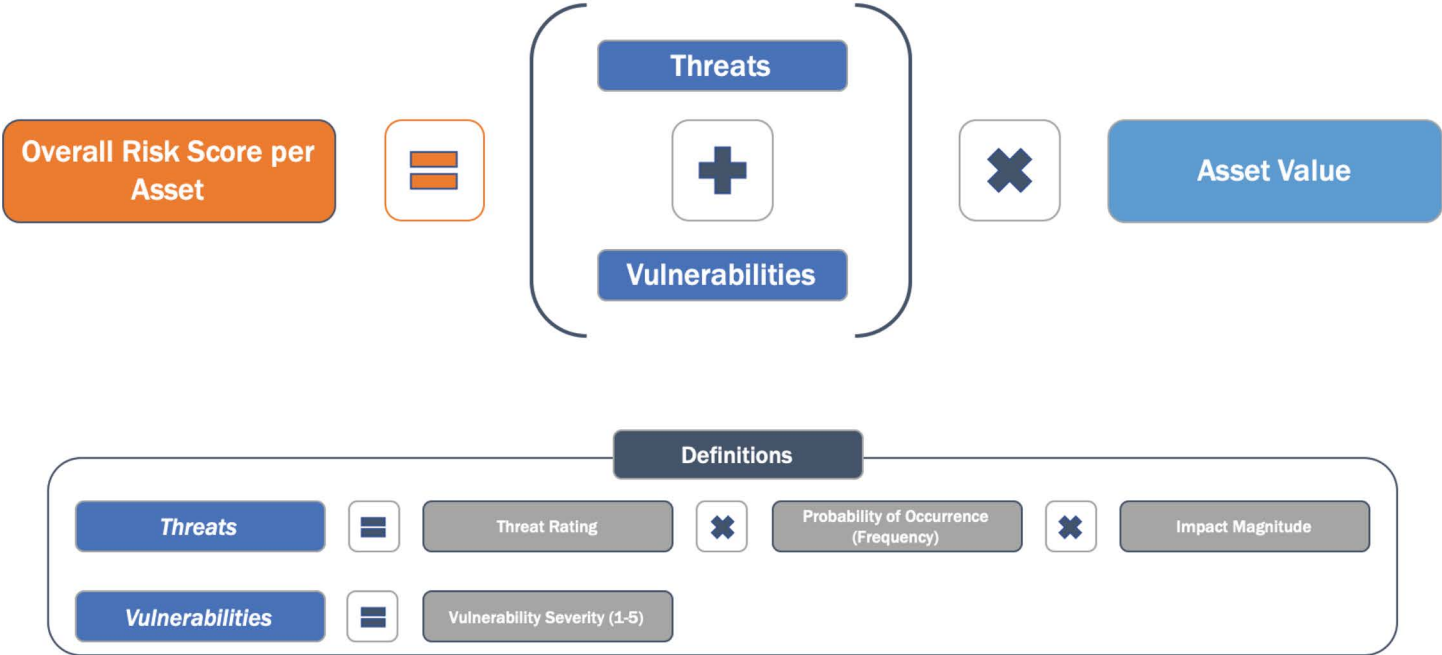 Threats
Overall Risk Score per
Asset
Asset Value
Vulnerabilities
Definitions
Threats
Threat Rating
Probability of Occurrence
(Frequency)
Impact Magnitude
Vulnerabilities
Vulnerability Severity (1-5)